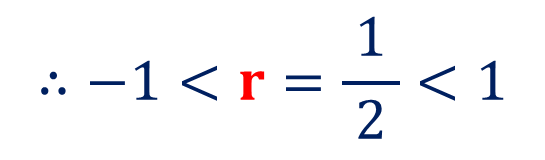 ∴ −1 < r = 1/2 < 1